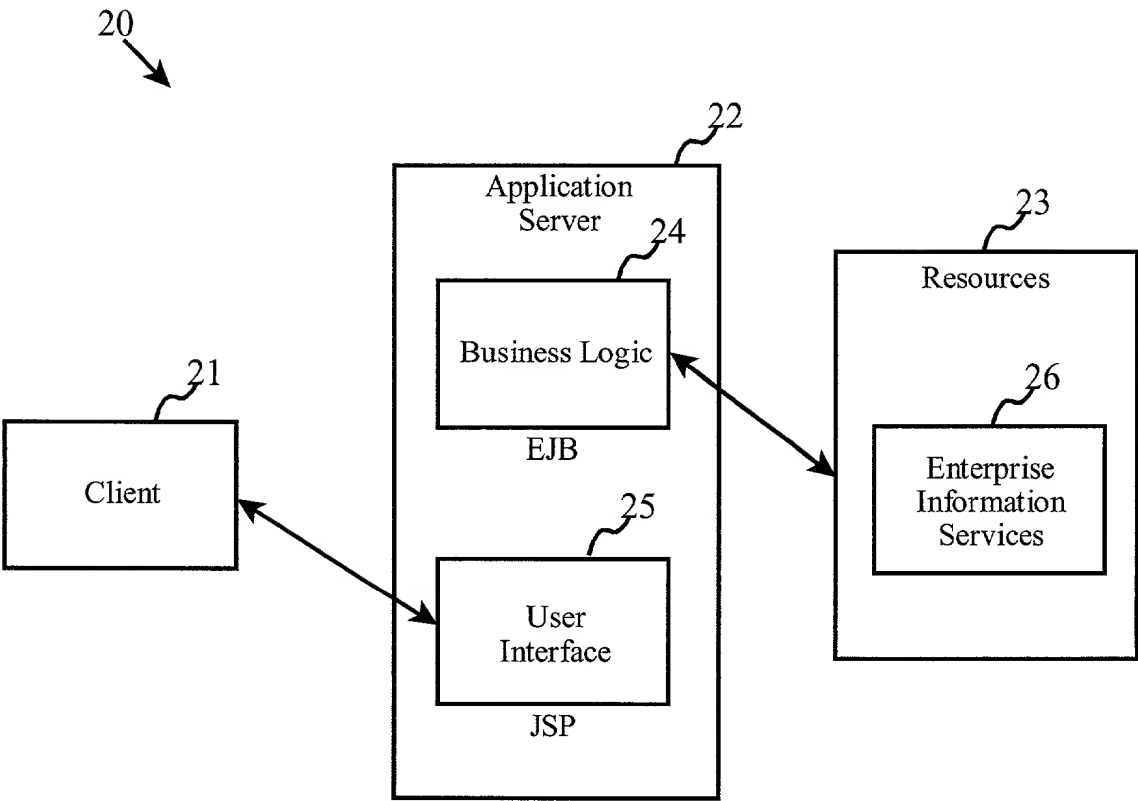 20
22
Application
Server
24
Business Logic
EJB
25
User
Interface
JSP
23
Resources
26
Enterprise
Information
Services
21
Client